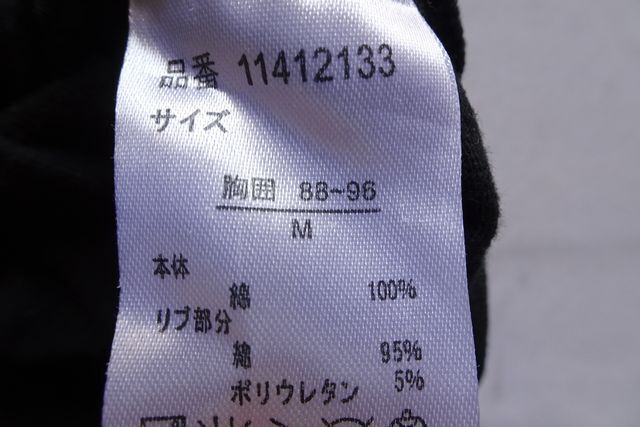 品番 11412133
サイズ
胸囲 88~96
M
本体
綿 100%
リブ部分
綿 95%
ポリウレタン 5%